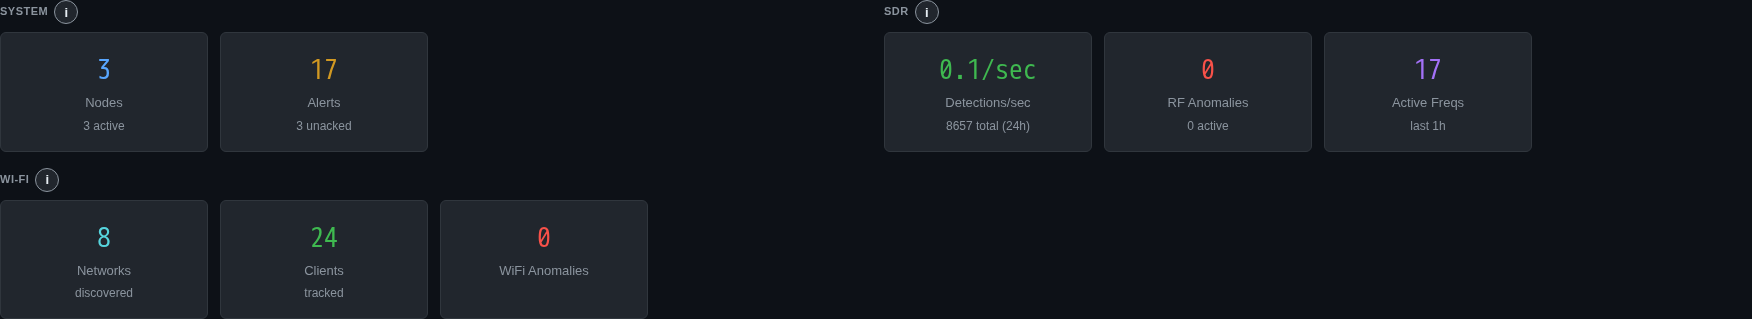 SYSTEM i
3
Nodes
3 active
17
Alerts
3 unacked
SDR i
0.1/sec
Detections/sec
8657 total (24h)
0
RF Anomalies
0 active
17
Active Freqs
last 1h
WI-FI i
8
Networks
discovered
24
Clients
tracked
0
WiFi Anomalies